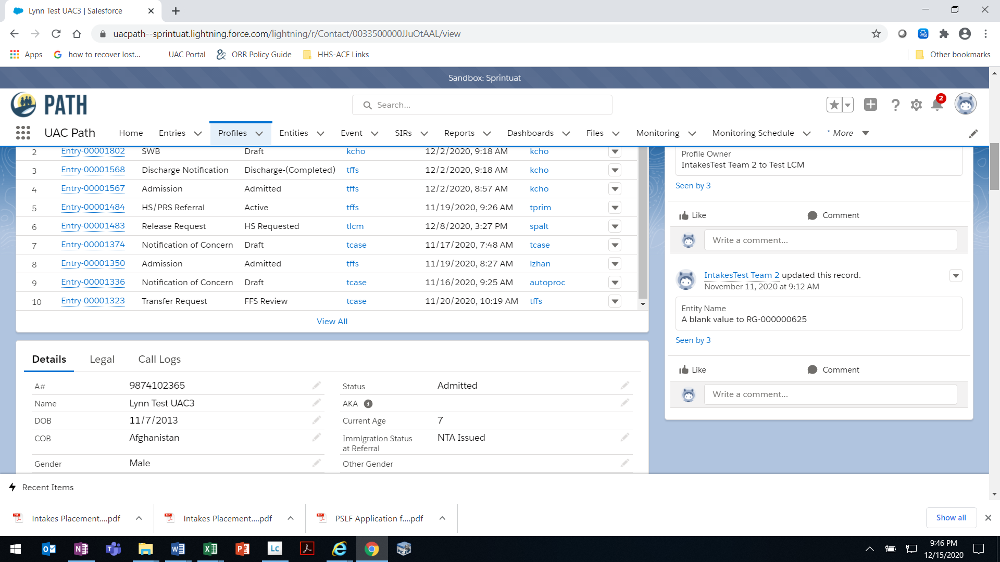 Lynn Test UAC3 | Salesforce
uacpath--sprintuat.lightning.force.com/lightning/r/Contact/0033500000JJuOtAAL/view
Apps how to recover lost... UAC Portal ORR Policy Guide HHS-ACF Links Other bookmarks
Sandbox: Sprintuat
PATH Search... 2
UAC Path Home Entries Profiles Entities Event SIRs Reports Dashboards Files Monitoring Monitoring Schedule * More
2 Entry-00001802 SWB Draft kcho 12/2/2020, 9:18 AM kcho
3 Entry-00001568 Discharge Notification Discharge-(Completed) tffs 12/2/2020, 9:18 AM kcho
4 Entry-00001567 Admission Admitted tffs 12/2/2020, 8:57 AM kcho
5 Entry-00001484 HS/PRS Referral Active tffs 11/19/2020, 9:26 AM tprim
6 Entry-00001483 Release Request HS Requested tlcm 12/8/2020, 3:27 PM spalt
7 Entry-00001374 Notification of Concern Draft tcase 11/17/2020, 7:48 AM tcase
8 Entry-00001350 Admission Admitted tffs 11/19/2020, 8:27 AM lzhan
9 Entry-00001336 Notification of Concern Draft tcase 11/16/2020, 9:25 AM autoproc
10 Entry-00001323 Transfer Request FFS Review tcase 11/20/2020, 10:19 AM tffs
View All
Details Legal Call Logs
A# 9874102365 Status Admitted
Name Lynn Test UAC3 AKA
DOB 11/7/2013 Current Age 7
COB Afghanistan Immigration Status NTA Issued
at Referral
Gender Male Other Gender
Profile Owner
IntakesTest Team 2 to Test LCM
Seen by 3
Like Comment
Write a comment...
IntakesTest Team 2 updated this record.
November 11, 2020 at 9:12 AM
Entity Name
A blank value to RG-000000625
Seen by 3
Like Comment
Write a comment...
Recent Items
Intakes Placement....pdf Intakes Placement....pdf PSLF Application f....pdf Show all
Lc
9:46 PM
12/15/2020